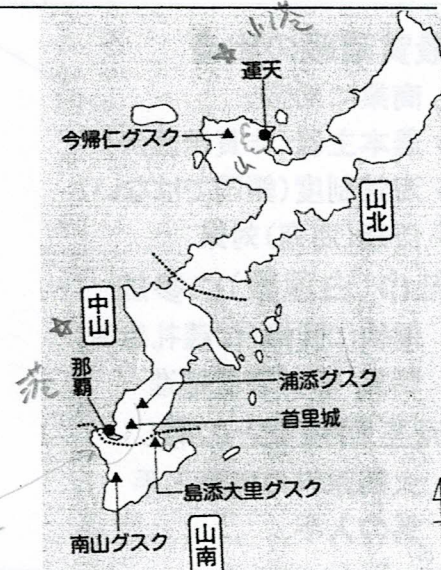 運天
今帰仁グスク
山北
中山
那覇
浦添グスク
首里城
島添大里グスク
南山グスク
山南